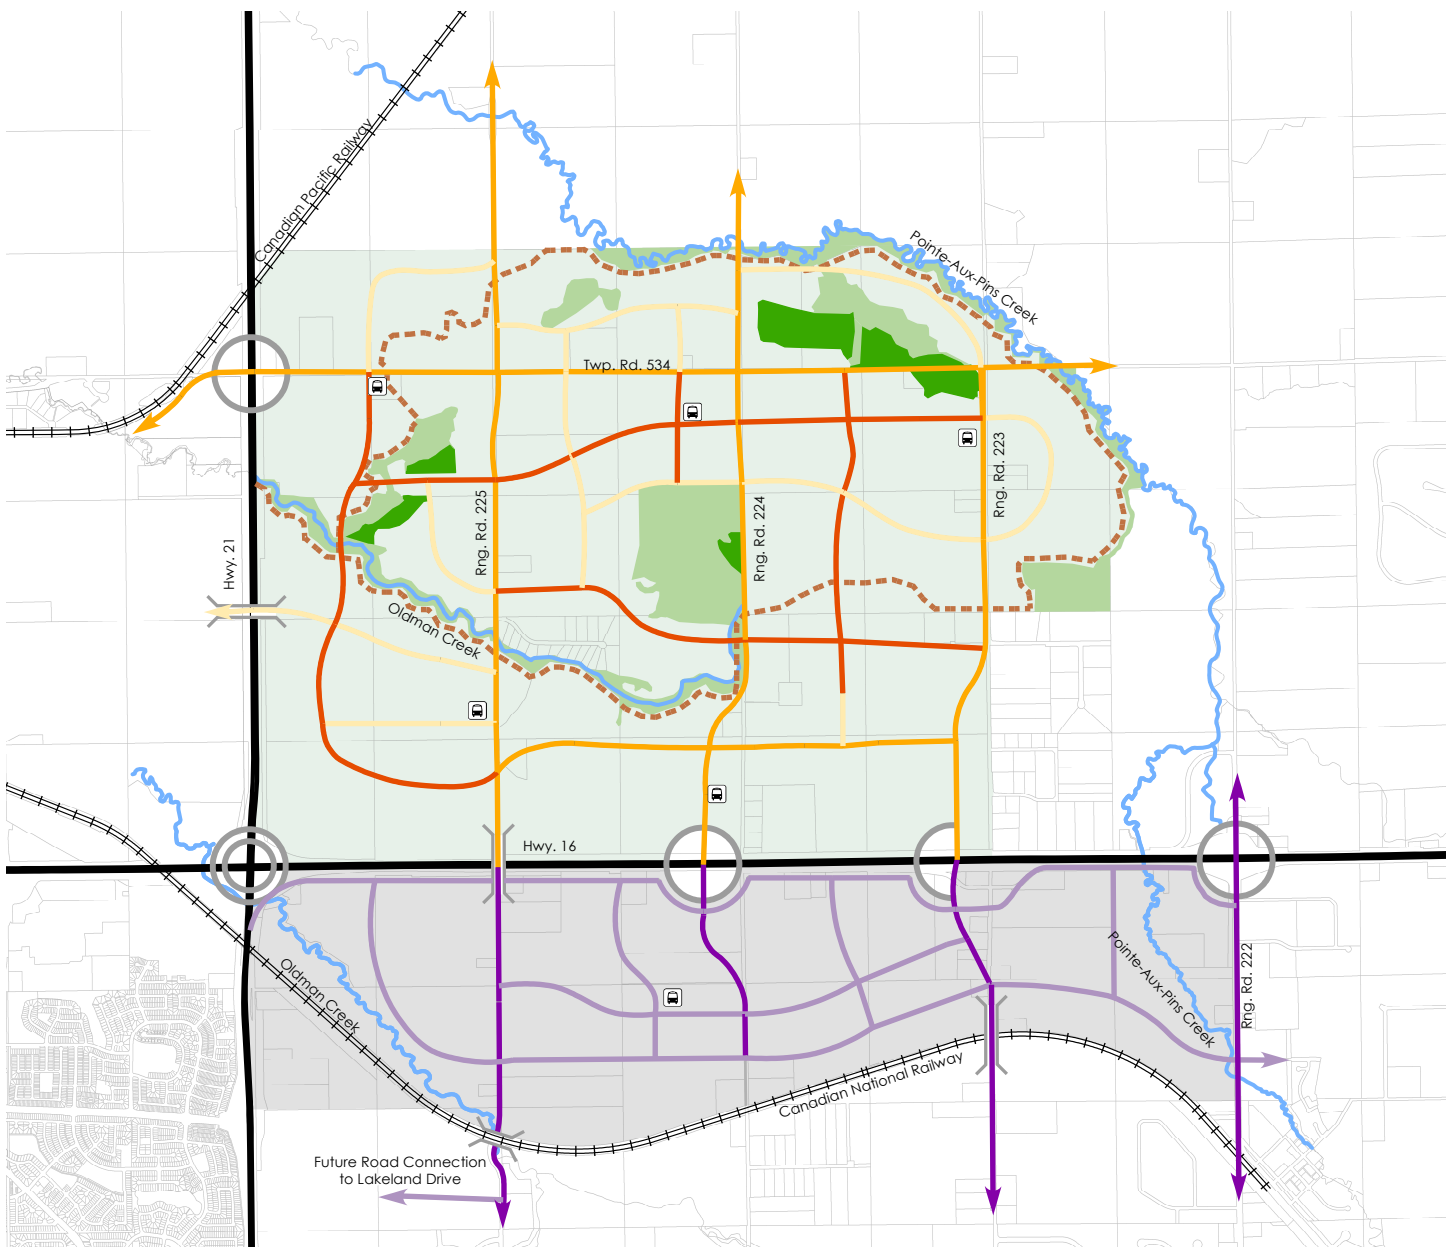 Canadian Pacific Railway
Pointe-Aux-Pins Creek
Twp. Rd. 534
Rng. Rd. 223
Rng. Rd. 225
Rng. Rd. 224
Hwy. 21
Oldman Creek
Hwy. 16
Oldman Creek
Pointe-Aux-Pins Creek
Rng. Rd. 222
Canadian National Railway
Future Road Connection
to Lakeland Drive